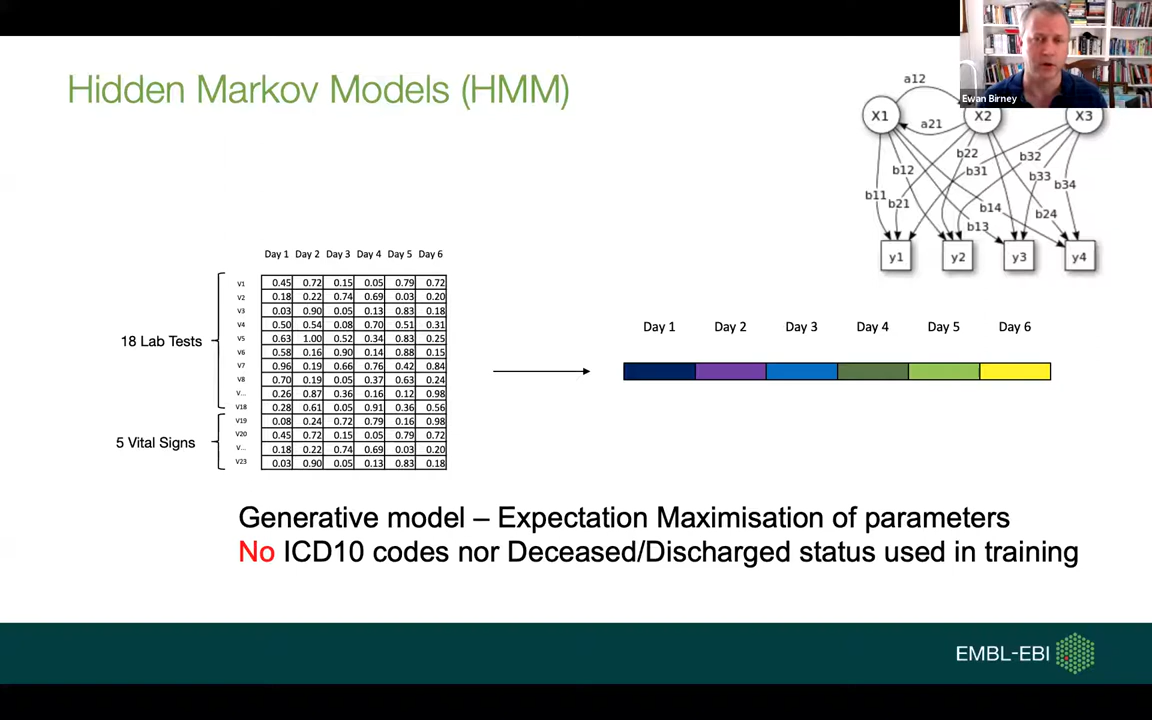 Hidden Markov Models (HMM)
Ewan Birney
a12
X1
X2
X3
a21
b22
b32
b12
b31
b33
b34
b11
b21
b14
b24
b13
y1
y2
y3
y4
Day 1 Day 2 Day 3 Day 4 Day 5 Day 6
V1 0.45 0.72 0.15 0.05 0.79 0.72
V2 0.18 0.22 0.74 0.69 0.03 0.20
V3 0.03 0.90 0.05 0.13 0.83 0.18
V4 0.50 0.54 0.08 0.70 0.51 0.31
V5 0.63 1.00 0.52 0.34 0.83 0.25
V6 0.58 0.16 0.90 0.14 0.88 0.15
V7 0.96 0.19 0.66 0.76 0.42 0.84
V8 0.70 0.19 0.05 0.37 0.63 0.24
V... 0.26 0.87 0.36 0.16 0.12 0.98
V18 0.28 0.61 0.05 0.91 0.36 0.56
V19 0.08 0.24 0.72 0.79 0.16 0.98
V20 0.45 0.72 0.15 0.05 0.79 0.72
V... 0.18 0.22 0.74 0.69 0.03 0.20
V23 0.03 0.90 0.05 0.13 0.83 0.18
18 Lab Tests
5 Vital Signs
Day 1 Day 2 Day 3 Day 4 Day 5 Day 6
Generative model – Expectation Maximisation of parameters
No ICD10 codes nor Deceased/Discharged status used in training
EMBL-EBI